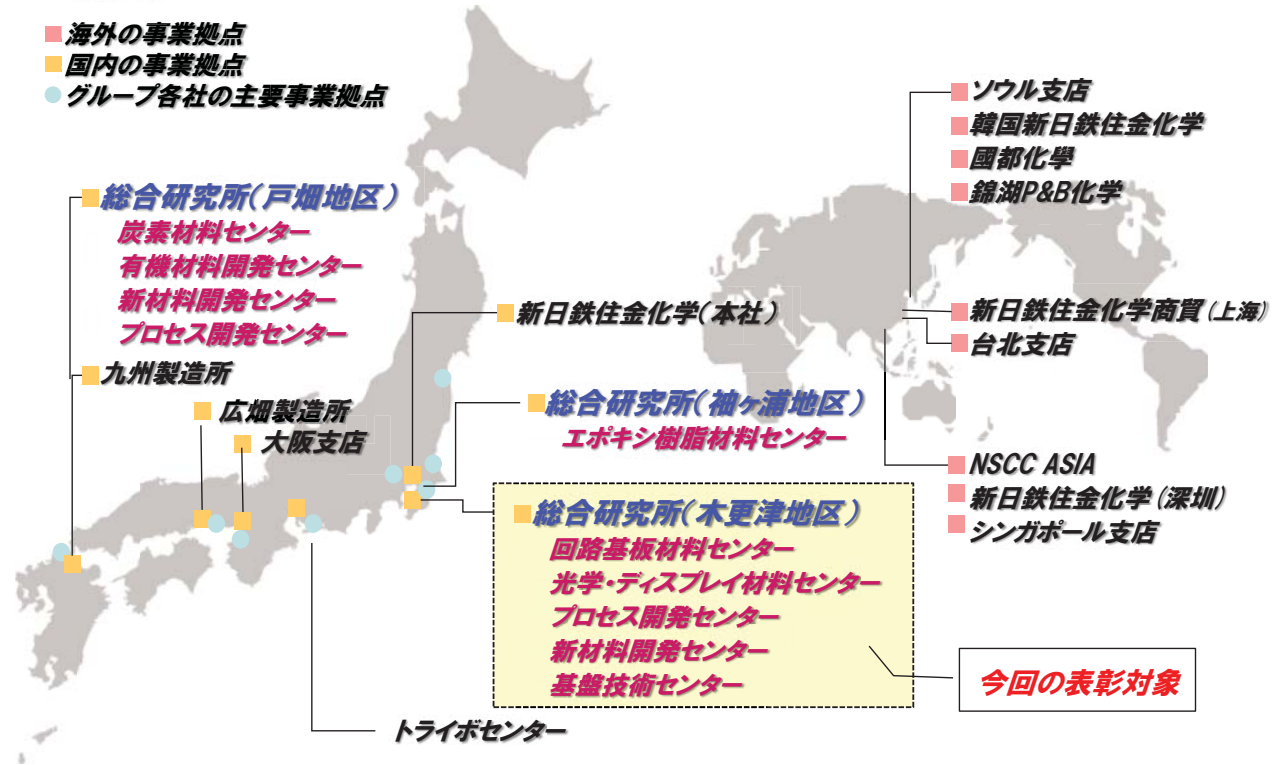 海外の事業拠点
国内の事業拠点
グループ各社の主要事業拠点
総合研究所(戸畑地区)
炭素材料センター
有機材料開発センター
新材料開発センター
プロセス開発センター
九州製造所
広畑製造所
大阪支店
新日鉄住金化学(本社)
総合研究所(袖ヶ浦地区)
エポキシ樹脂材料センター
総合研究所(木更津地区)
回路基板材料センター
光学・ディスプレイ材料センター
プロセス開発センター
新材料開発センター
基盤技術センター
トライボセンター
ソウル支店
韓国新日鉄住金化学
國都化學
錦湖P&B化学
新日鉄住金化学商貿(上海)
台北支店
NSCC ASIA
新日鉄住金化学(深圳)
シンガポール支店
今回の表彰対象